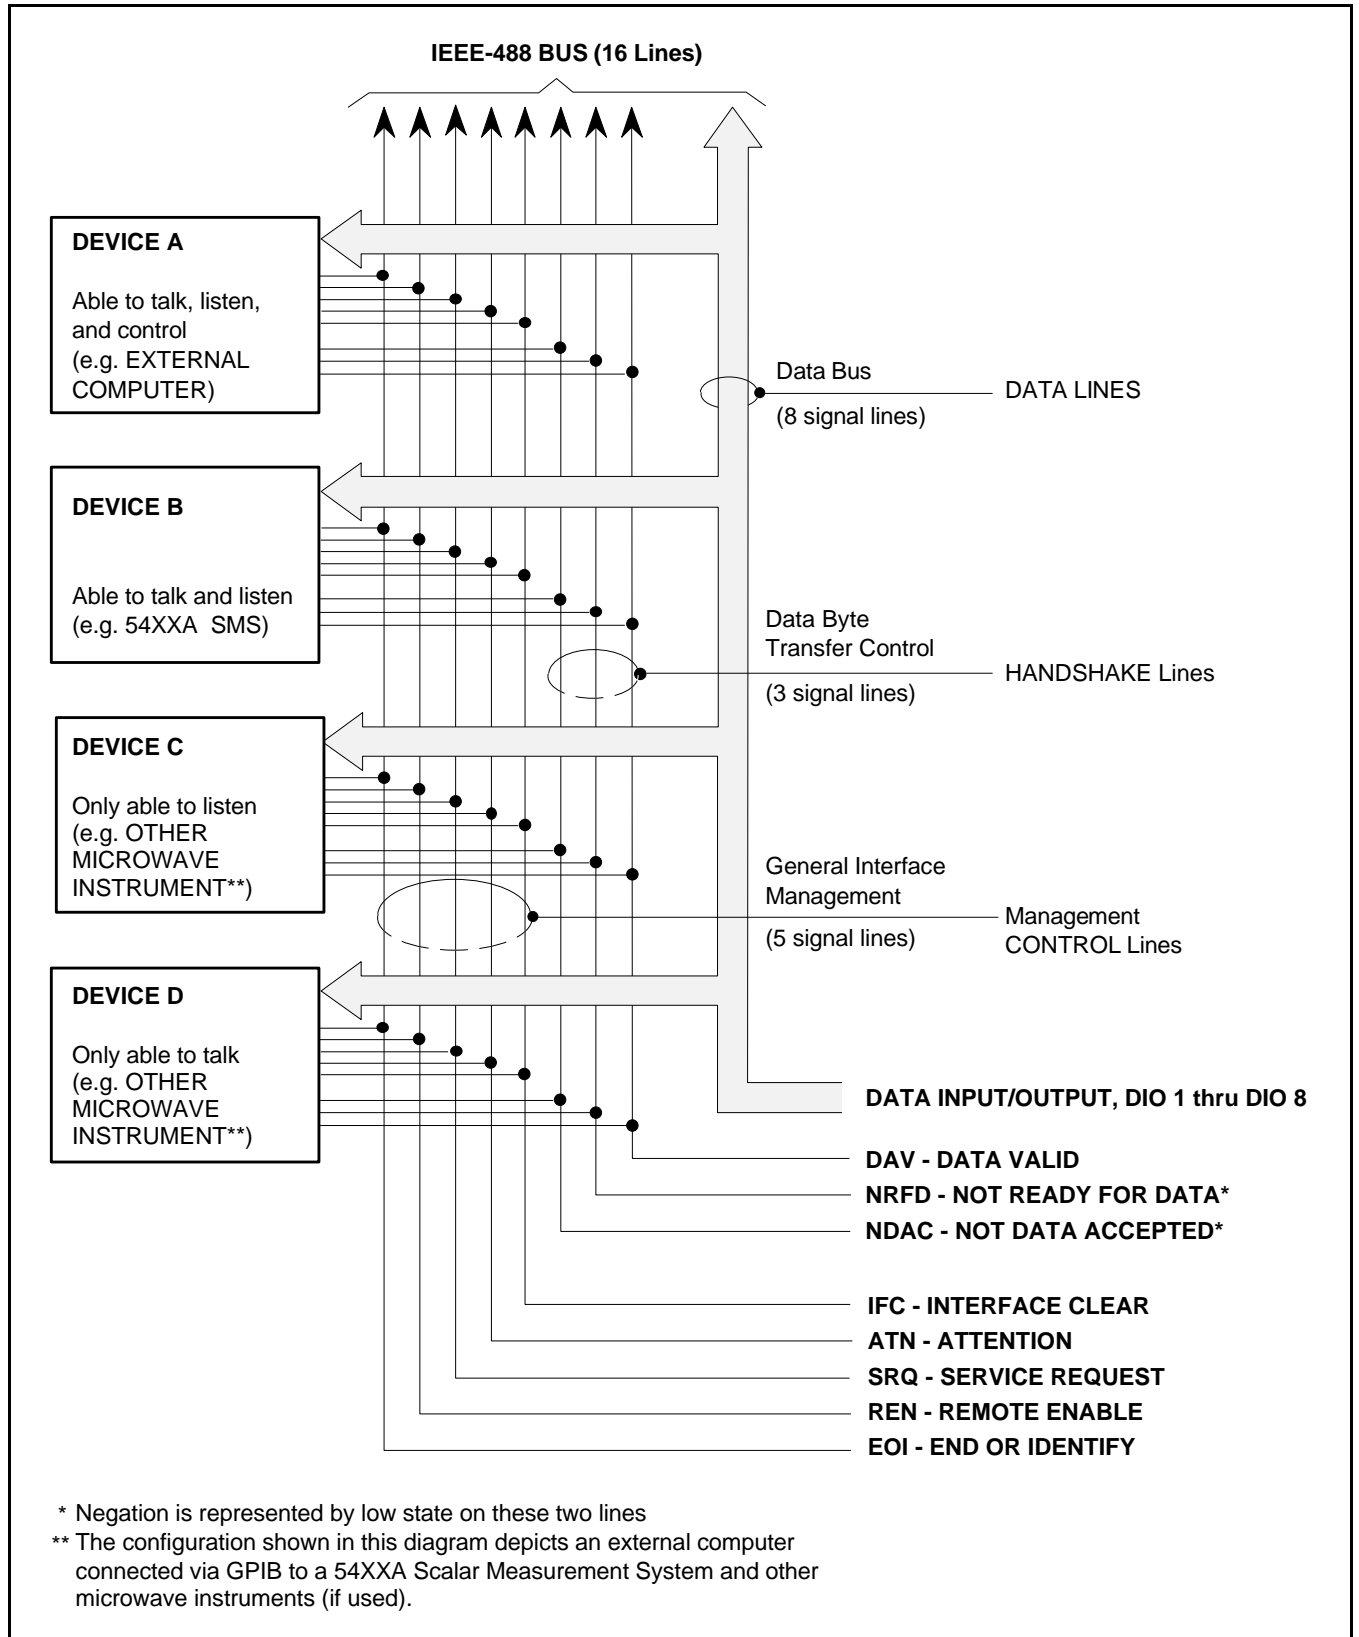 IEEE-488 BUS (16 Lines)
DEVICE A
Able to talk, listen,
and control
(e.g. EXTERNAL
COMPUTER)
Data Bus
(8 signal lines)
DATA LINES
DEVICE B
Able to talk and listen
(e.g. 54XXA SMS)
Data Byte
Transfer Control
(3 signal lines)
HANDSHAKE Lines
DEVICE C
Only able to listen
(e.g. OTHER
MICROWAVE
INSTRUMENT**)
General Interface
Management
(5 signal lines)
Management
CONTROL Lines
DEVICE D
Only able to talk
(e.g. OTHER
MICROWAVE
INSTRUMENT**)
DATA INPUT/OUTPUT, DIO 1 thru DIO 8
DAV - DATA VALID
NRFD - NOT READY FOR DATA*
NDAC - NOT DATA ACCEPTED*
IFC - INTERFACE CLEAR
ATN - ATTENTION
SRQ - SERVICE REQUEST
REN - REMOTE ENABLE
EOI - END OR IDENTIFY
* Negation is represented by low state on these two lines
** The configuration shown in this diagram depicts an external computer
connected via GPIB to a 54XXA Scalar Measurement System and other
microwave instruments (if used).